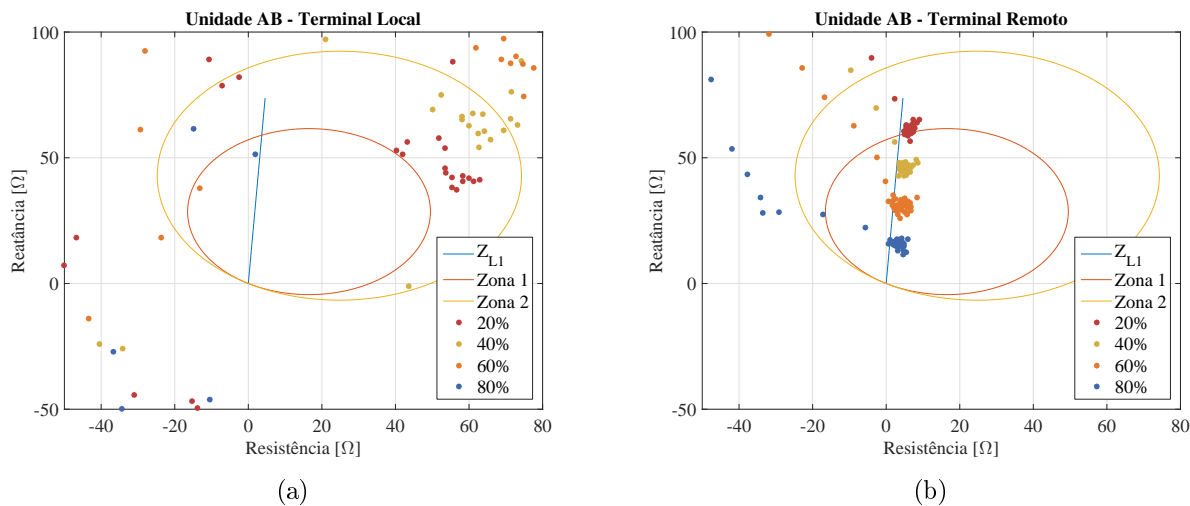 Unidade AB - Terminal Local
100
50
0
-50
-40
-20
0
20
40
60
80
Reatância [Ω]
Resistência [Ω]
Z_L1
Zona 1
Zona 2
20%
40%
60%
80%
(a)
Unidade AB - Terminal Remoto
100
50
0
-50
-40
-20
0
20
40
60
80
Reatância [Ω]
Resistência [Ω]
Z_L1
Zona 1
Zona 2
20%
40%
60%
80%
(b)